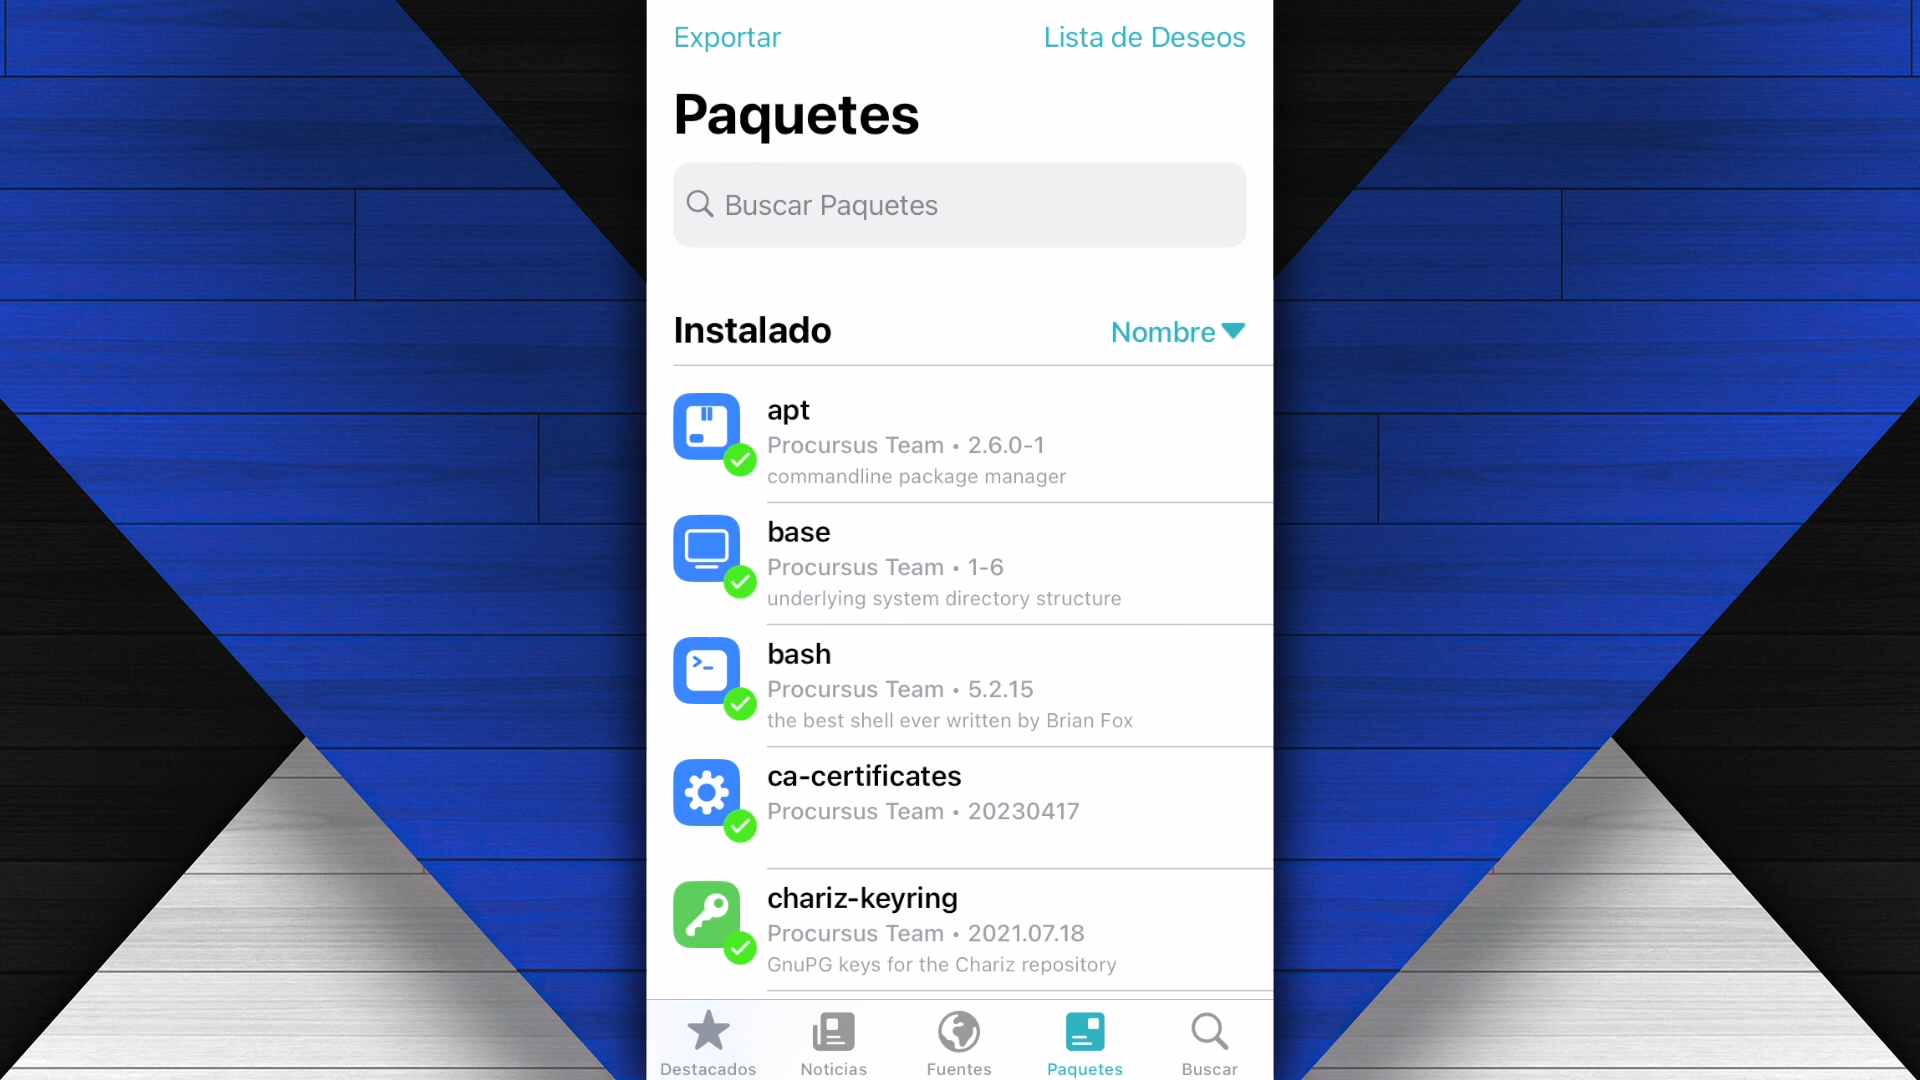 Exportar
Lista de Deseos
Paquetes
Buscar Paquetes
Instalado
Nombre
apt
Procursus Team • 2.6.0-1
commandline package manager
base
Procursus Team • 1-6
underlying system directory structure
bash
Procursus Team • 5.2.15
the best shell ever written by Brian Fox
ca-certificates
Procursus Team • 20230417
chariz-keyring
Procursus Team • 2021.07.18
GnuPG keys for the Chariz repository
Destacados
Noticias
Fuentes
Paquetes
Buscar